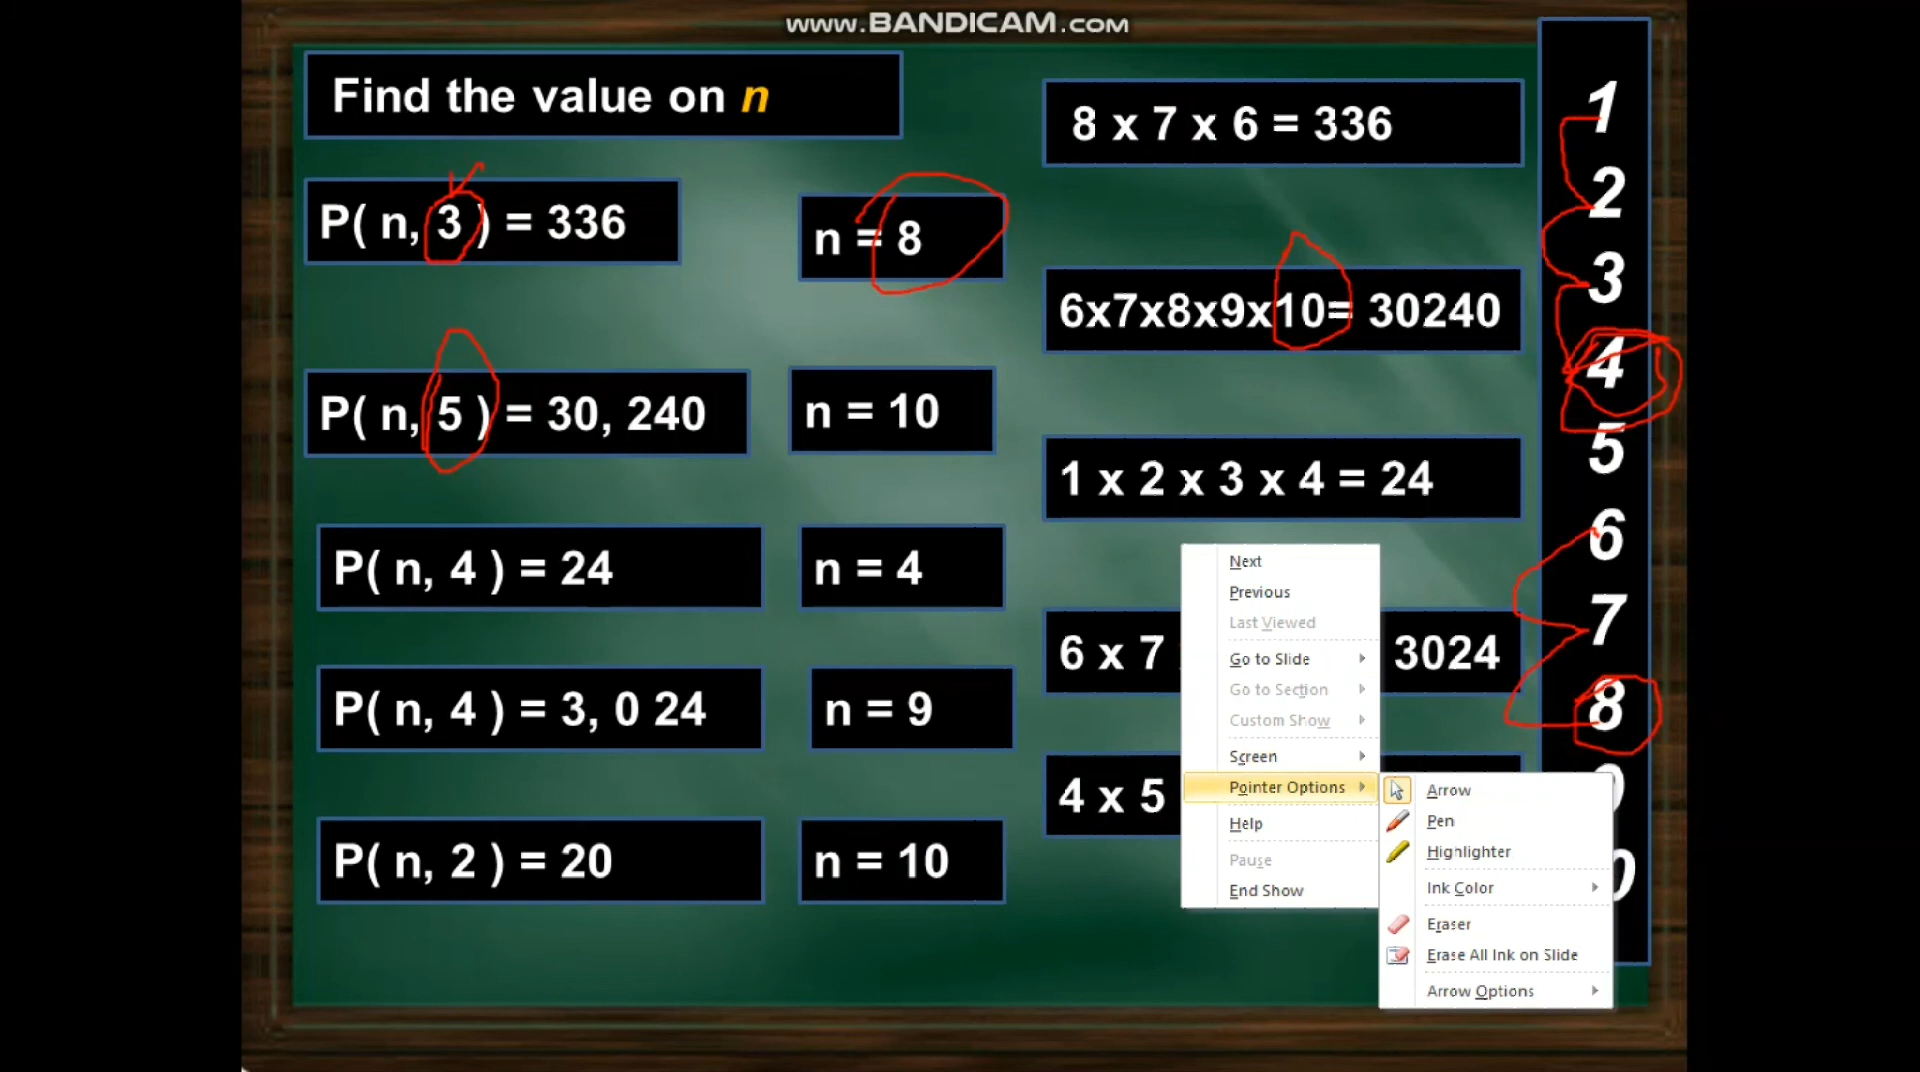 www.BANDICAM.com
Find the value on n
8 x 7 x 6 = 336
P( n, 3 ) = 336
n = 8
6x7x8x9x10= 30240
P( n, 5 ) = 30, 240
n = 10
1 x 2 x 3 x 4 = 24
P( n, 4 ) = 24
n = 4
6 x 7
3024
P( n, 4 ) = 3, 0 24
n = 9
4 x 5
P( n, 2 ) = 20
n = 10
1
2
3
4
5
6
7
8
Next
Previous
Last Viewed
Go to Slide
Go to Section
Custom Show
Screen
Pointer Options
Help
Pause
End Show
Arrow
Pen
Highlighter
Ink Color
Eraser
Erase All Ink on Slide
Arrow Options